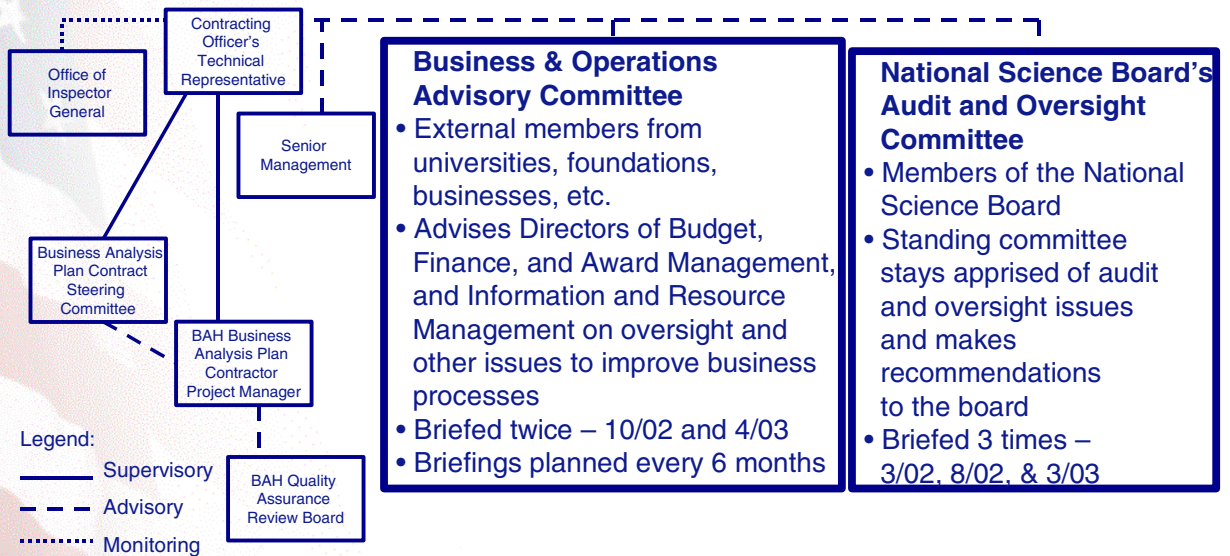 Contracting
Officer's
Technical
Representative
Office of
Inspector
General
Senior
Management
Business Analysis
Plan Contract
Steering
Committee
BAH Business
Analysis Plan
Contractor
Project Manager
BAH Quality
Assurance
Review Board
Legend:
Supervisory
Advisory
Monitoring
Business & Operations
Advisory Committee
• External members from
universities, foundations,
businesses, etc.
• Advises Directors of Budget,
Finance, and Award Management,
and Information and Resource
Management on oversight and
other issues to improve business
processes
• Briefed twice – 10/02 and 4/03
• Briefings planned every 6 months
National Science Board's
Audit and Oversight
Committee
• Members of the National
Science Board
• Standing committee
stays apprised of audit
and oversight issues
and makes
recommendations
to the board
• Briefed 3 times –
3/02, 8/02, & 3/03